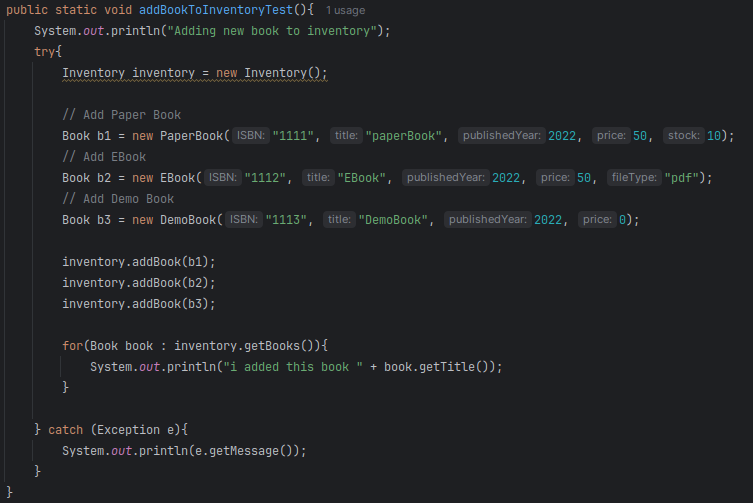 public static void addBookToInventoryTest(){ 1 usage
System.out.println("Adding new book to inventory");
try{
Inventory inventory = new Inventory();
// Add Paper Book
Book b1 = new PaperBook( ISBN: "1111", title: "paperBook", publishedYear: 2022, price: 50, stock: 10);
// Add EBook
Book b2 = new EBook( ISBN: "1112", title: "EBook", publishedYear: 2022, price: 50, fileType: "pdf");
// Add Demo Book
Book b3 = new DemoBook( ISBN: "1113", title: "DemoBook", publishedYear: 2022, price: 0);
inventory.addBook(b1);
inventory.addBook(b2);
inventory.addBook(b3);
for(Book book : inventory.getBooks()){
System.out.println("i added this book " + book.getTitle());
}
} catch (Exception e){
System.out.println(e.getMessage());
}
}